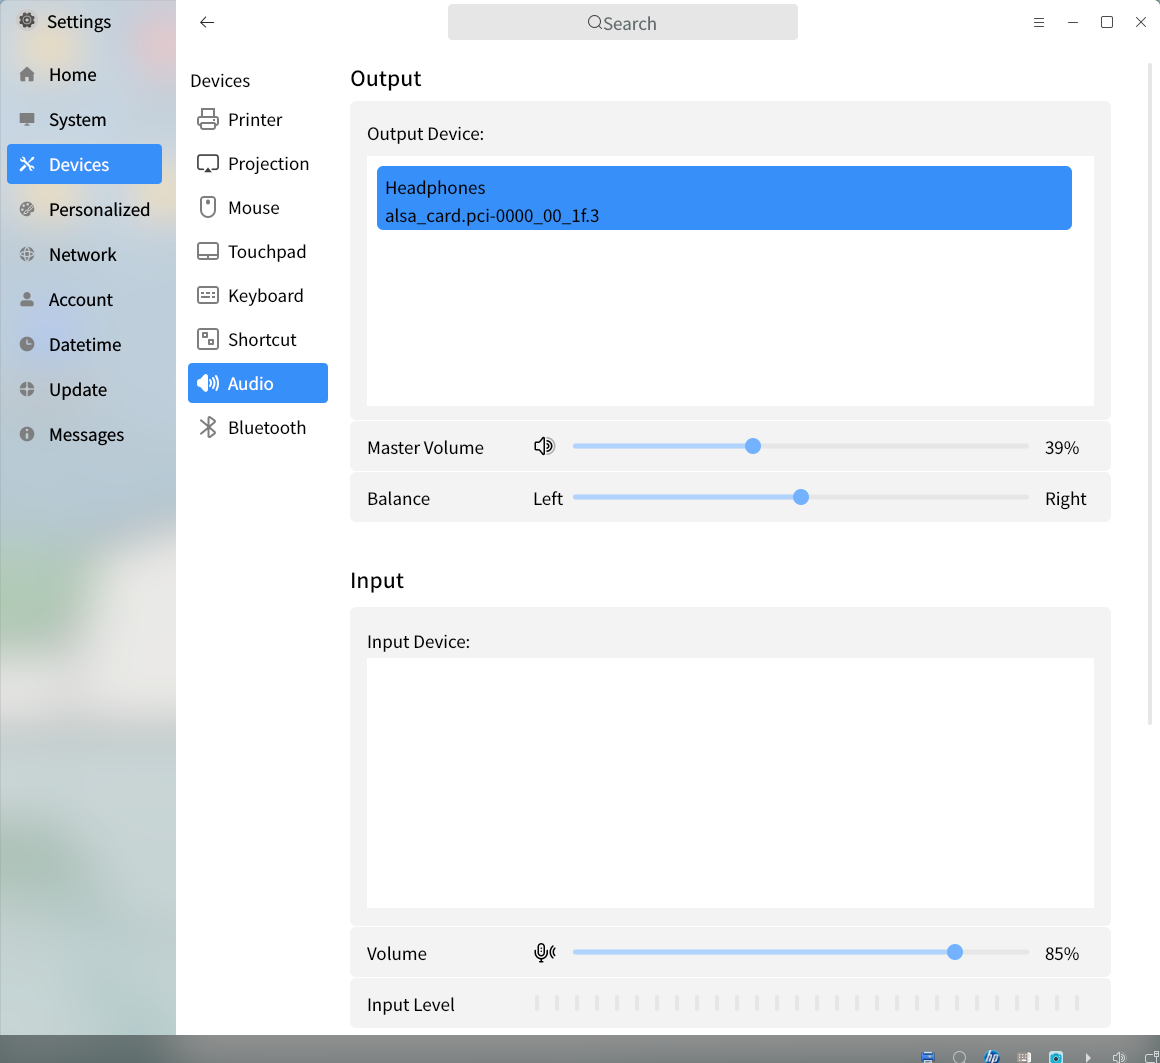 Settings
Search
Home
System
Devices
Personalized
Network
Account
Datetime
Update
Messages
Devices
Printer
Projection
Mouse
Touchpad
Keyboard
Shortcut
Audio
Bluetooth
Output
Output Device:
Headphones
alsa_card.pci-0000_00_1f.3
Master Volume 39%
Balance Left Right
Input
Input Device:
Volume 85%
Input Level
hp